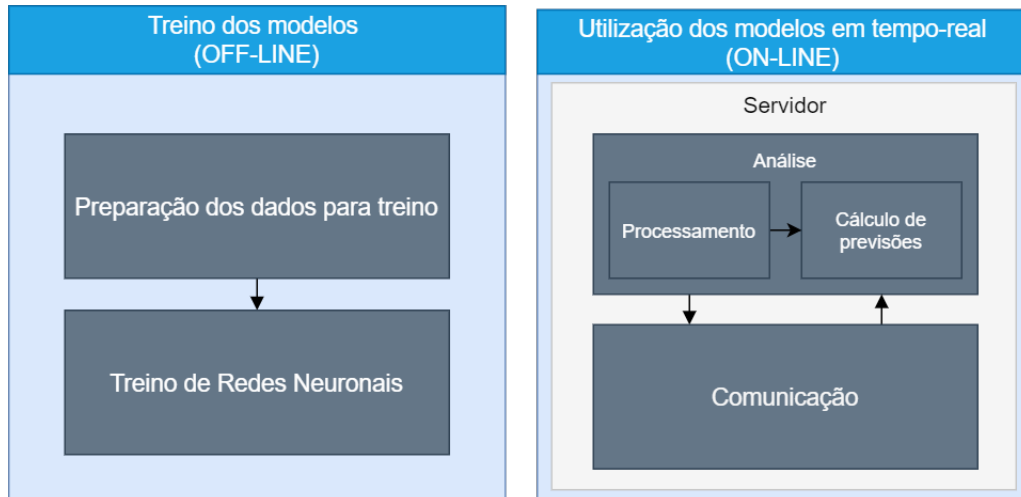 Treino dos modelos
(OFF-LINE)
Preparação dos dados para treino
Treino de Redes Neuronais
Utilização dos modelos em tempo-real
(ON-LINE)
Servidor
Análise
Processamento
Cálculo de
previsões
Comunicação